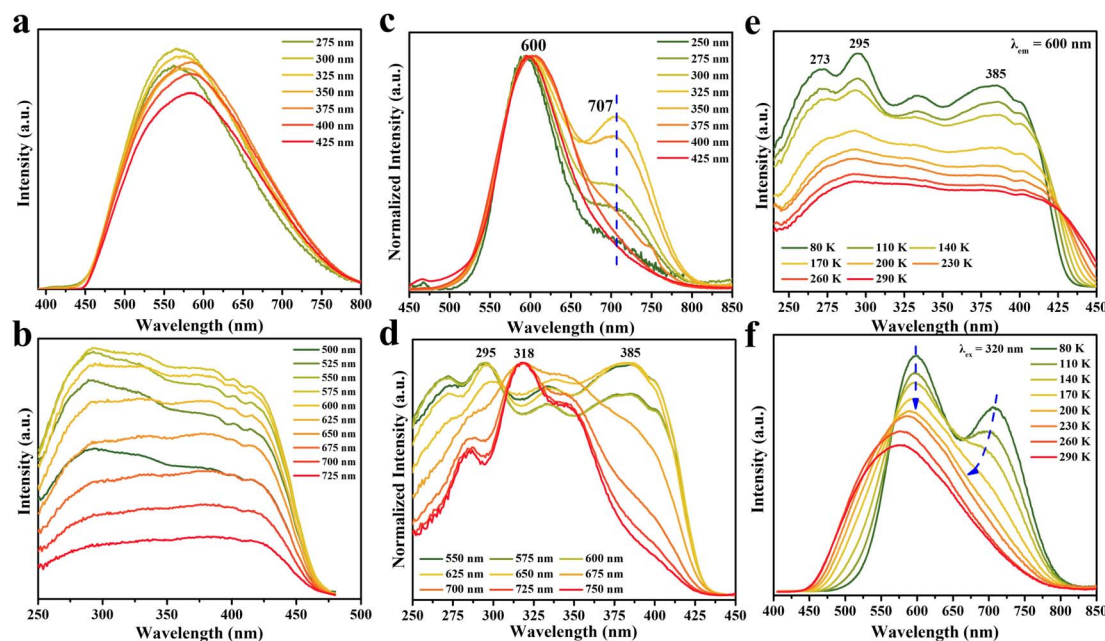 a
275 nm
300 nm
325 nm
350 nm
375 nm
400 nm
425 nm
Intensity (a.u.)
400 450 500 550 600 650 700 750 800
Wavelength (nm)
b
500 nm
525 nm
550 nm
575 nm
600 nm
625 nm
650 nm
675 nm
700 nm
725 nm
Intensity (a.u.)
250 300 350 400 450 500
Wavelength (nm)
c
600
707
250 nm
275 nm
300 nm
325 nm
350 nm
375 nm
400 nm
425 nm
Normalized Intensity (a.u.)
450 500 550 600 650 700 750 800 850
Wavelength (nm)
d
295 318 385
550 nm 575 nm 600 nm
625 nm 650 nm 675 nm
700 nm 725 nm 750 nm
Normalized Intensity (a.u.)
250 300 350 400 450
Wavelength (nm)
e
λem = 600 nm
273 295 385
80 K 110 K 140 K
170 K 200 K 230 K
260 K 290 K
Intensity (a.u.)
250 300 350 400 450
Wavelength (nm)
f
λex = 320 nm
80 K
110 K
140 K
170 K
200 K
230 K
260 K
290 K
Intensity (a.u.)
400 450 500 550 600 650 700 750 800 850
Wavelength (nm)